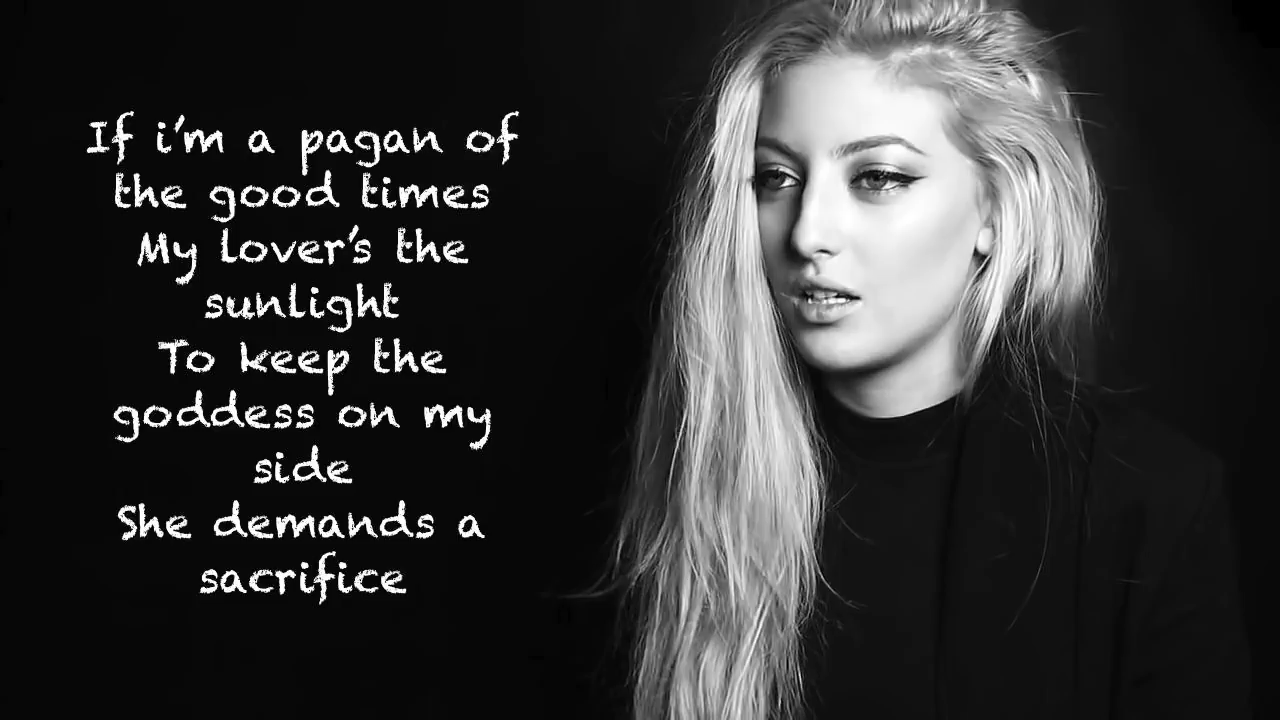 If i'm a pagan of
the good times
My lover's the
sunlight
To keep the
goddess on my
side
She demands a
sacrifice